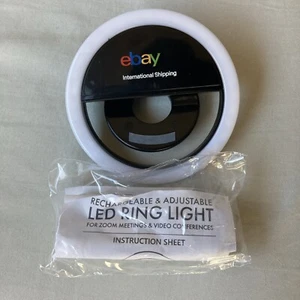 ebay
International Shipping
RECHARGEABLE & ADJUSTABLE
LED RING LIGHT
FOR ZOOM MEETINGS & VIDEO CONFERENCES
INSTRUCTION SHEET